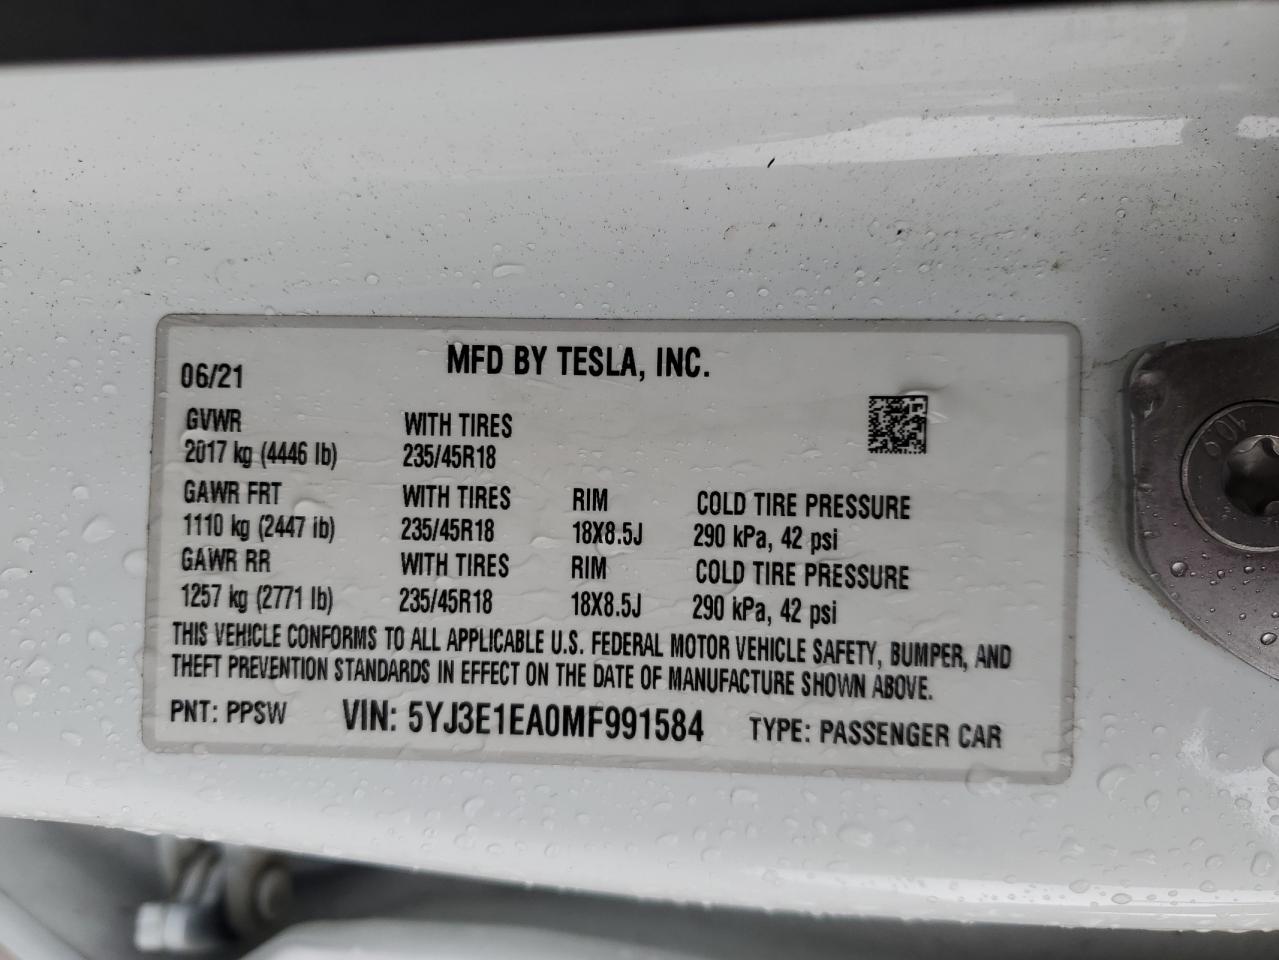 MFD BY TESLA, INC.
06/21
GVWR WITH TIRES
2017 kg (4446 lb) 235/45R18
GAWR FRT WITH TIRES RIM COLD TIRE PRESSURE
1110 kg (2447 lb) 235/45R18 18X8.5J 290 kPa, 42 psi
GAWR RR WITH TIRES RIM COLD TIRE PRESSURE
1257 kg (2771 lb) 235/45R18 18X8.5J 290 kPa, 42 psi
THIS VEHICLE CONFORMS TO ALL APPLICABLE U.S. FEDERAL MOTOR VEHICLE SAFETY, BUMPER, AND
THEFT PREVENTION STANDARDS IN EFFECT ON THE DATE OF MANUFACTURE SHOWN ABOVE.
PNT: PPSW VIN: 5YJ3E1EA0MF991584 TYPE: PASSENGER CAR